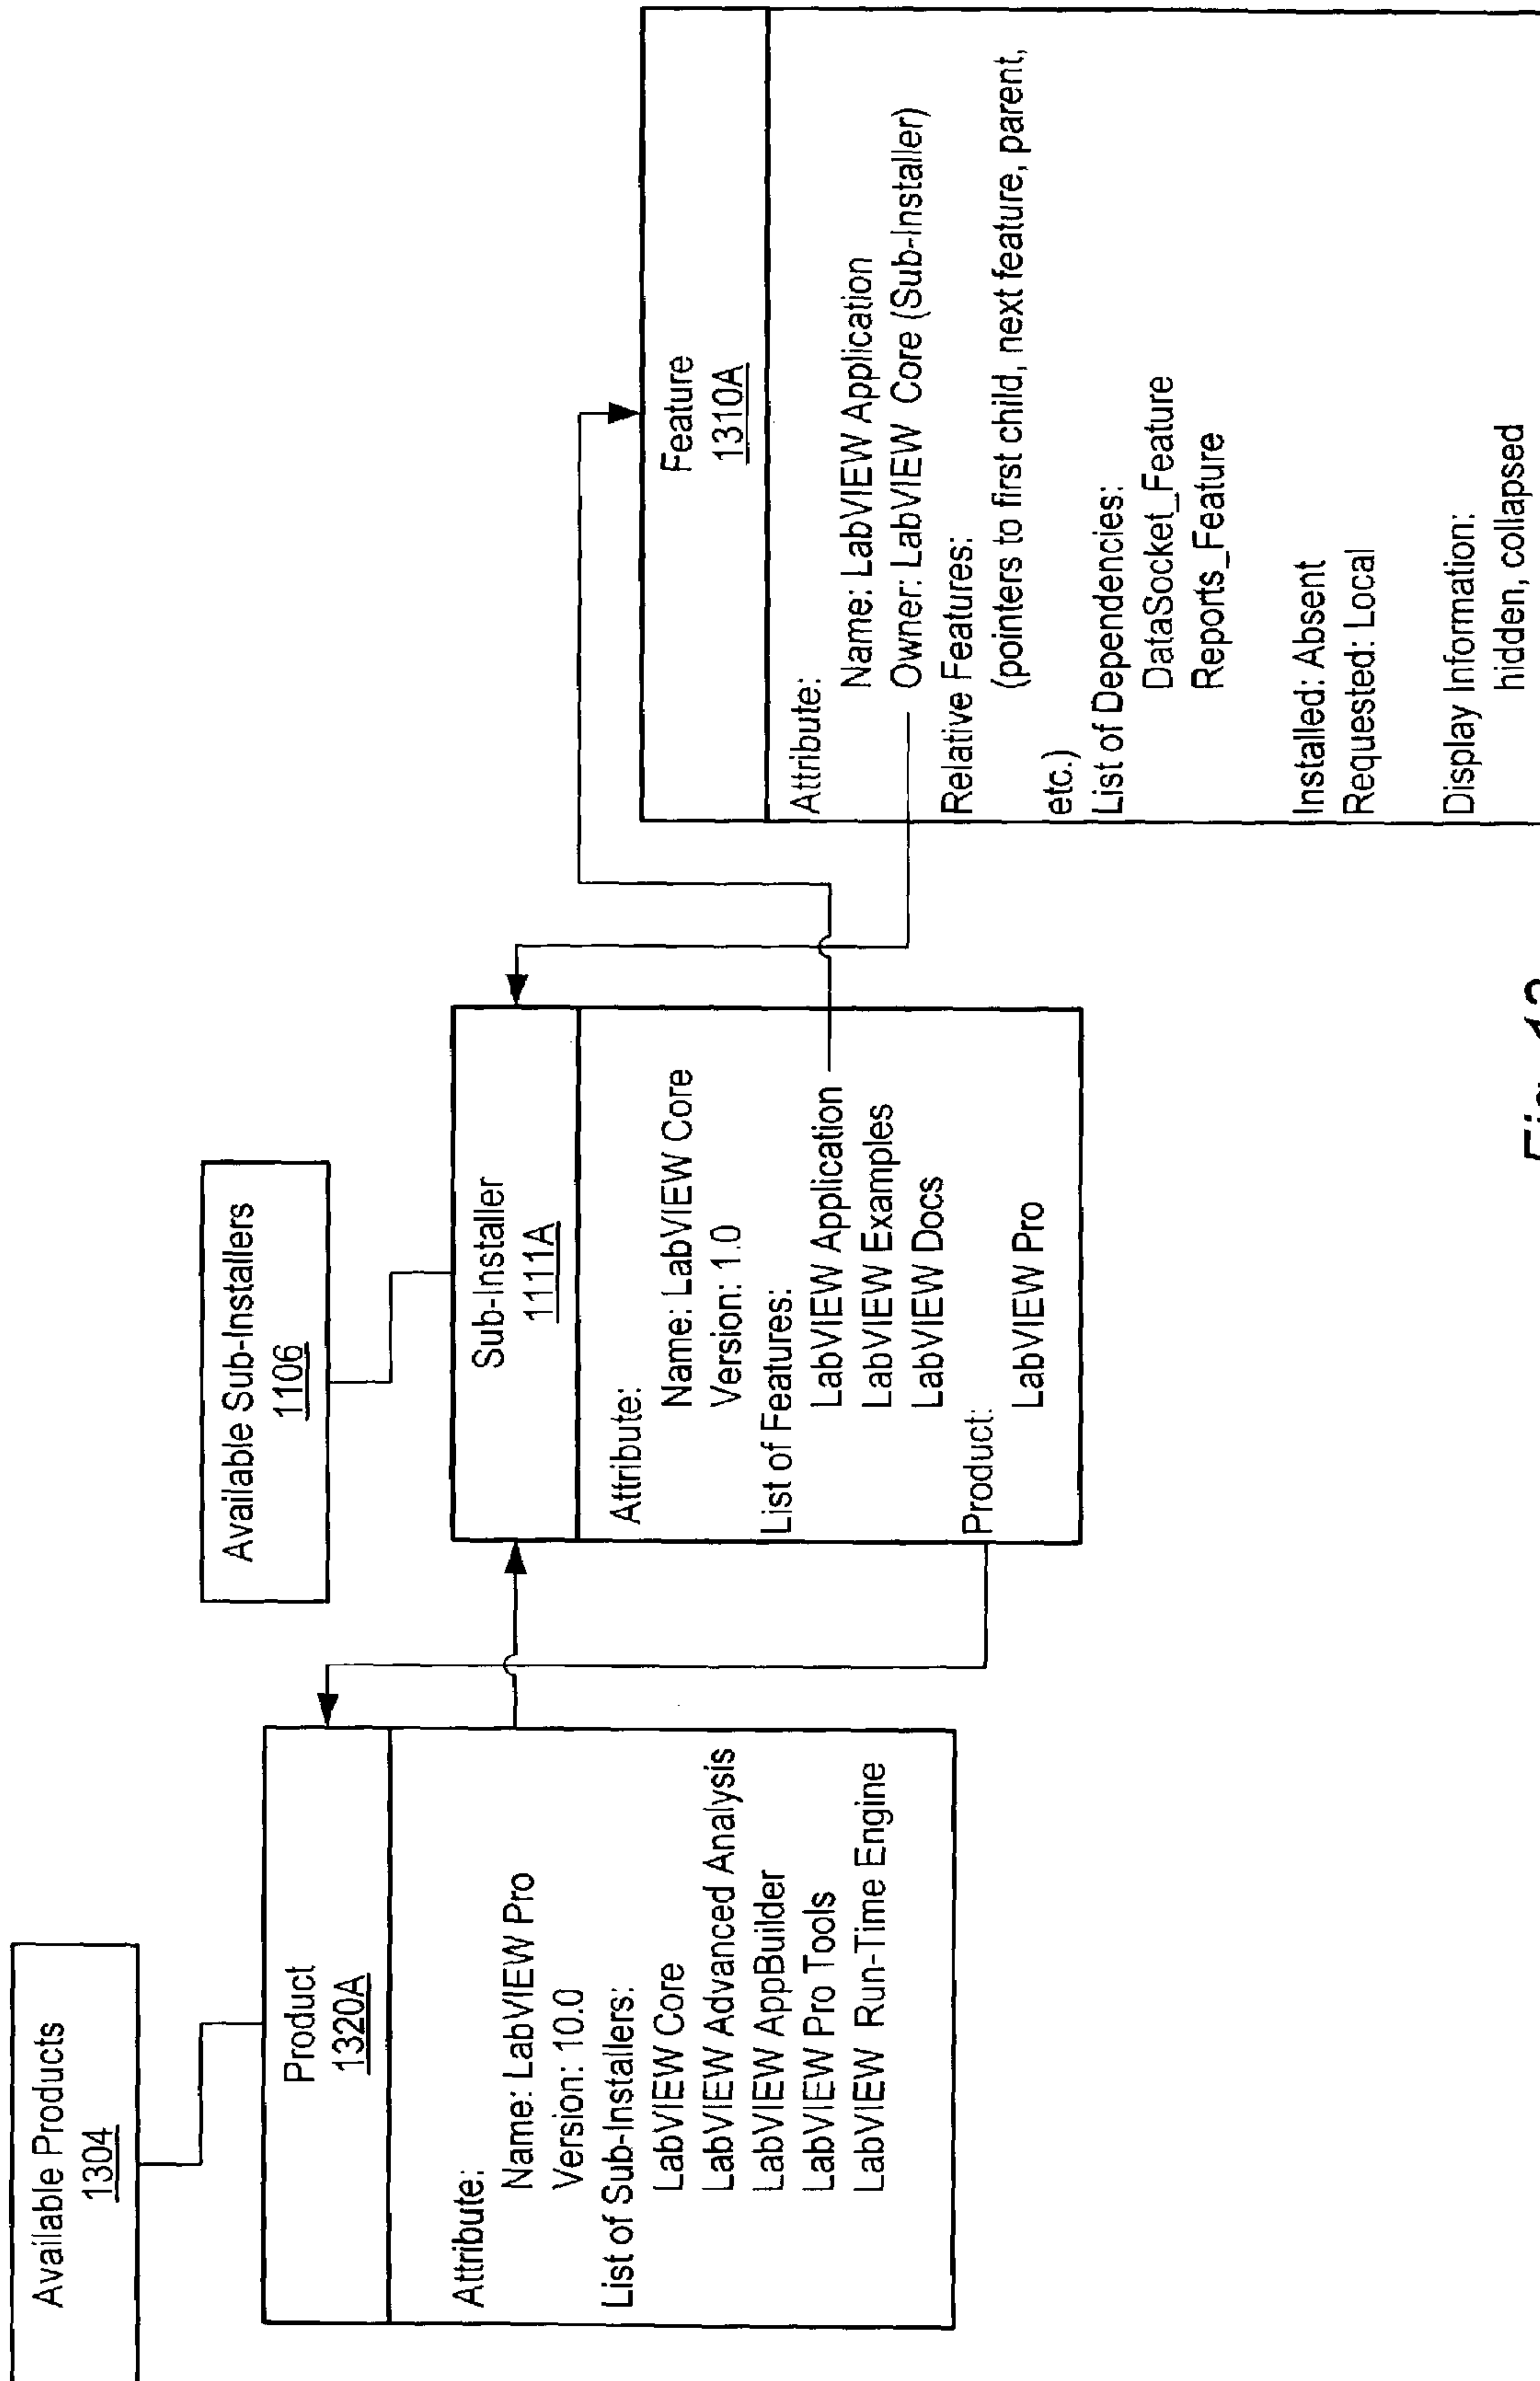 Available Products
1304
Product
1320A
Attribute:
Name: LabVIEW Pro
Version: 10.0
List of Sub-Installers:
LabVIEW Core
LabVIEW Advanced Analysis
LabVIEW AppBuilder
LabVIEW Pro Tools
LabVIEW Run-Time Engine
Available Sub-Installers
1106
Sub-Installer
1111A
Attribute:
Name: LabVIEW Core
Version: 1.0
List of Features:
LabVIEW Application
LabVIEW Examples
LabVIEW Docs
Product:
LabVIEW Pro
Feature
1310A
Attribute:
Name: LabVIEW Application
Owner: LabVIEW Core (Sub-Installer)
Relative Features:
(pointers to first child, next feature, parent,
etc.)
List of Dependencies:
DataSocket_Feature
Reports_Feature
Installed: Absent
Requested: Local
Display Information:
hidden, collapsed